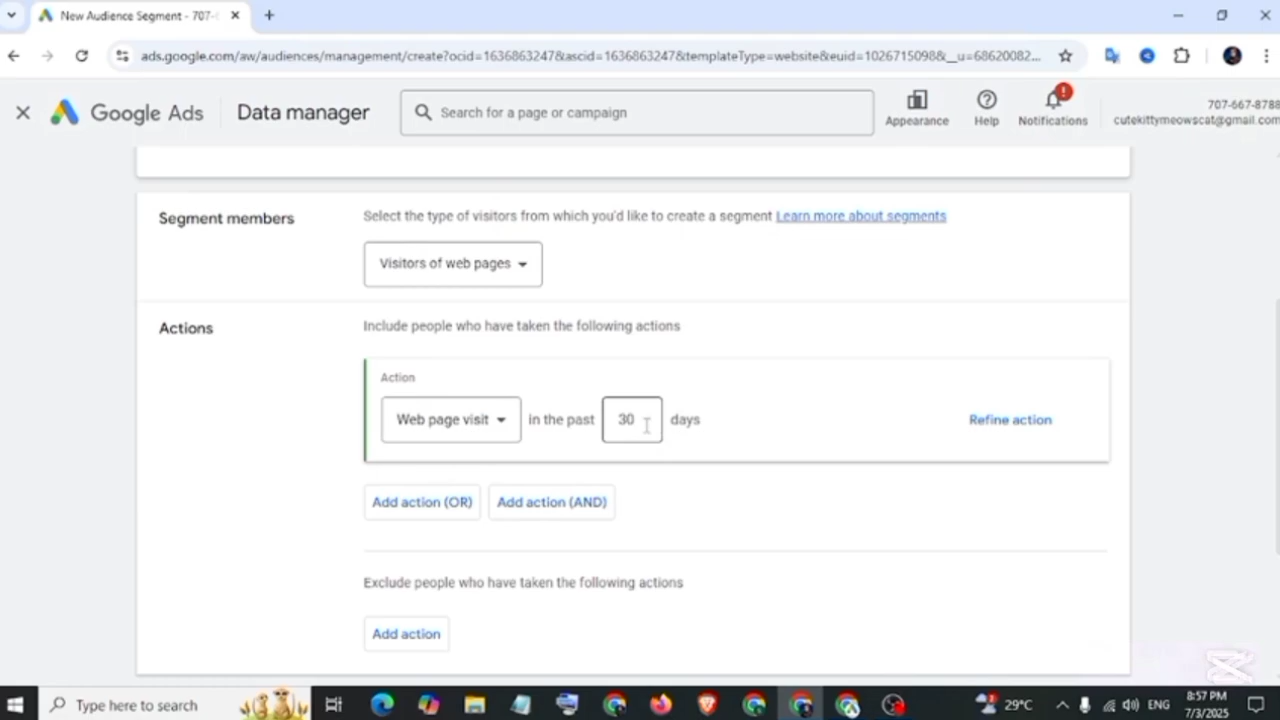 New Audience Segment - 707-6
ads.google.com/aw/audiences/management/create?ocid=1636863247&ascid=1636863247&templateType=website&euid=1026715098&__u=68620082...
Google Ads
Data manager
Search for a page or campaign
Appearance
Help
Notifications
707-667-8788
cutekittymeowscat@gmail.com
Segment members
Select the type of visitors from which you'd like to create a segment Learn more about segments
Visitors of web pages
Actions
Include people who have taken the following actions
Action
Web page visit in the past 30 days
Refine action
Add action (OR) Add action (AND)
Exclude people who have taken the following actions
Add action
Type here to search
29°C
ENG
8:57 PM
7/3/2025